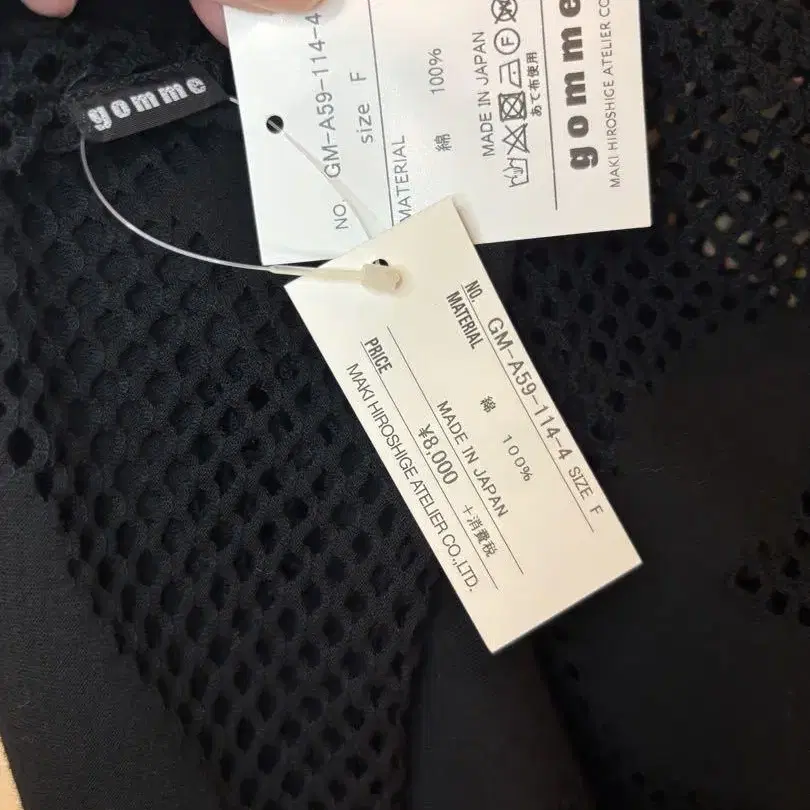 gomme
NO. GM-A59-114-4
size F
MATERIAL
綿 100%
MADE IN JAPAN
あて布使用
gomme
MAKI HIROSHIGE ATELIER CO
NO. GM-A59-114-4 SIZE F
MATERIAL
綿 100%
MADE IN JAPAN
PRICE ¥8,000 +消費税
MAKI HIROSHIGE ATELIER CO.,LTD.